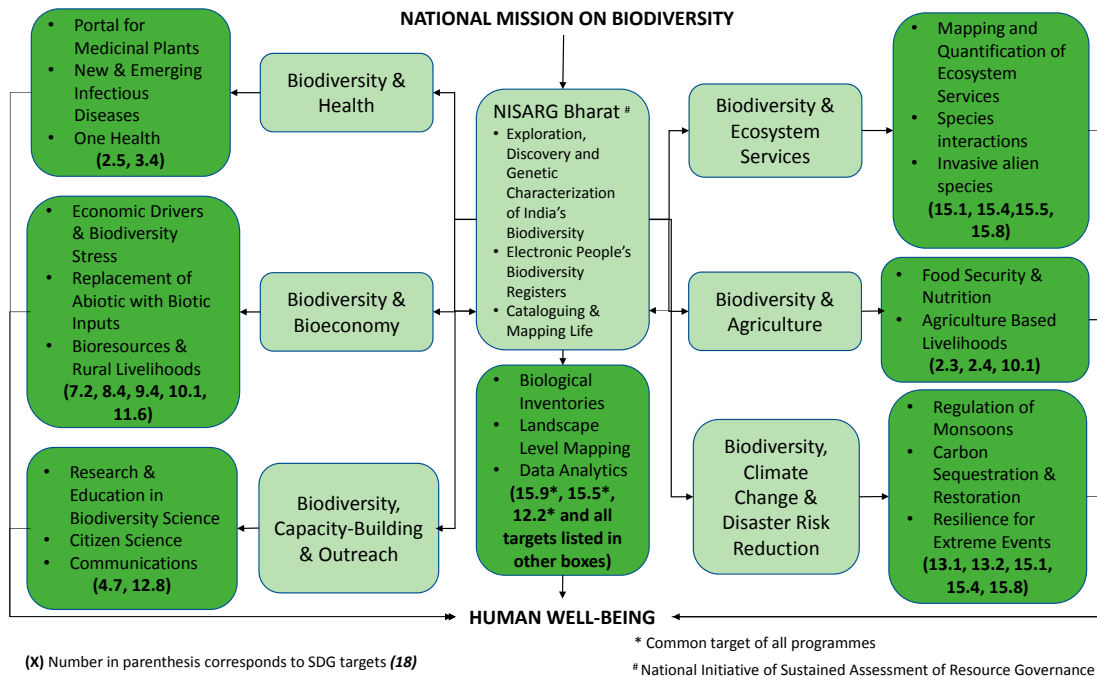 NATIONAL MISSION ON BIODIVERSITY
• Portal for
Medicinal Plants
• New & Emerging
Infectious
Diseases
• One Health
(2.5, 3.4)
Biodiversity &
Health
• Economic Drivers
& Biodiversity
Stress
• Replacement of
Abiotic with Biotic
Inputs
• Bioresources &
Rural Livelihoods
(7.2, 8.4, 9.4, 10.1,
11.6)
Biodiversity &
Bioeconomy
• Research &
Education in
Biodiversity Science
• Citizen Science
• Communications
(4.7, 12.8)
Biodiversity,
Capacity-Building
& Outreach
NISARG Bharat #
• Exploration,
Discovery and
Genetic
Characterization
of India’s
Biodiversity
• Electronic People’s
Biodiversity
Registers
• Cataloguing &
Mapping Life
• Biological
Inventories
• Landscape
Level Mapping
• Data Analytics
(15.9*, 15.5*,
12.2* and all
targets listed in
other boxes)
Biodiversity &
Ecosystem
Services
• Mapping and
Quantification of
Ecosystem
Services
• Species
interactions
• Invasive alien
species
(15.1, 15.4,15.5,
15.8)
Biodiversity &
Agriculture
• Food Security &
Nutrition
• Agriculture Based
Livelihoods
(2.3, 2.4, 10.1)
Biodiversity,
Climate
Change &
Disaster Risk
Reduction
• Regulation of
Monsoons
• Carbon
Sequestration &
Restoration
• Resilience for
Extreme Events
(13.1, 13.2, 15.1,
15.4, 15.8)
HUMAN WELL-BEING
(X) Number in parenthesis corresponds to SDG targets (18)
* Common target of all programmes
# National Initiative of Sustained Assessment of Resource Governance